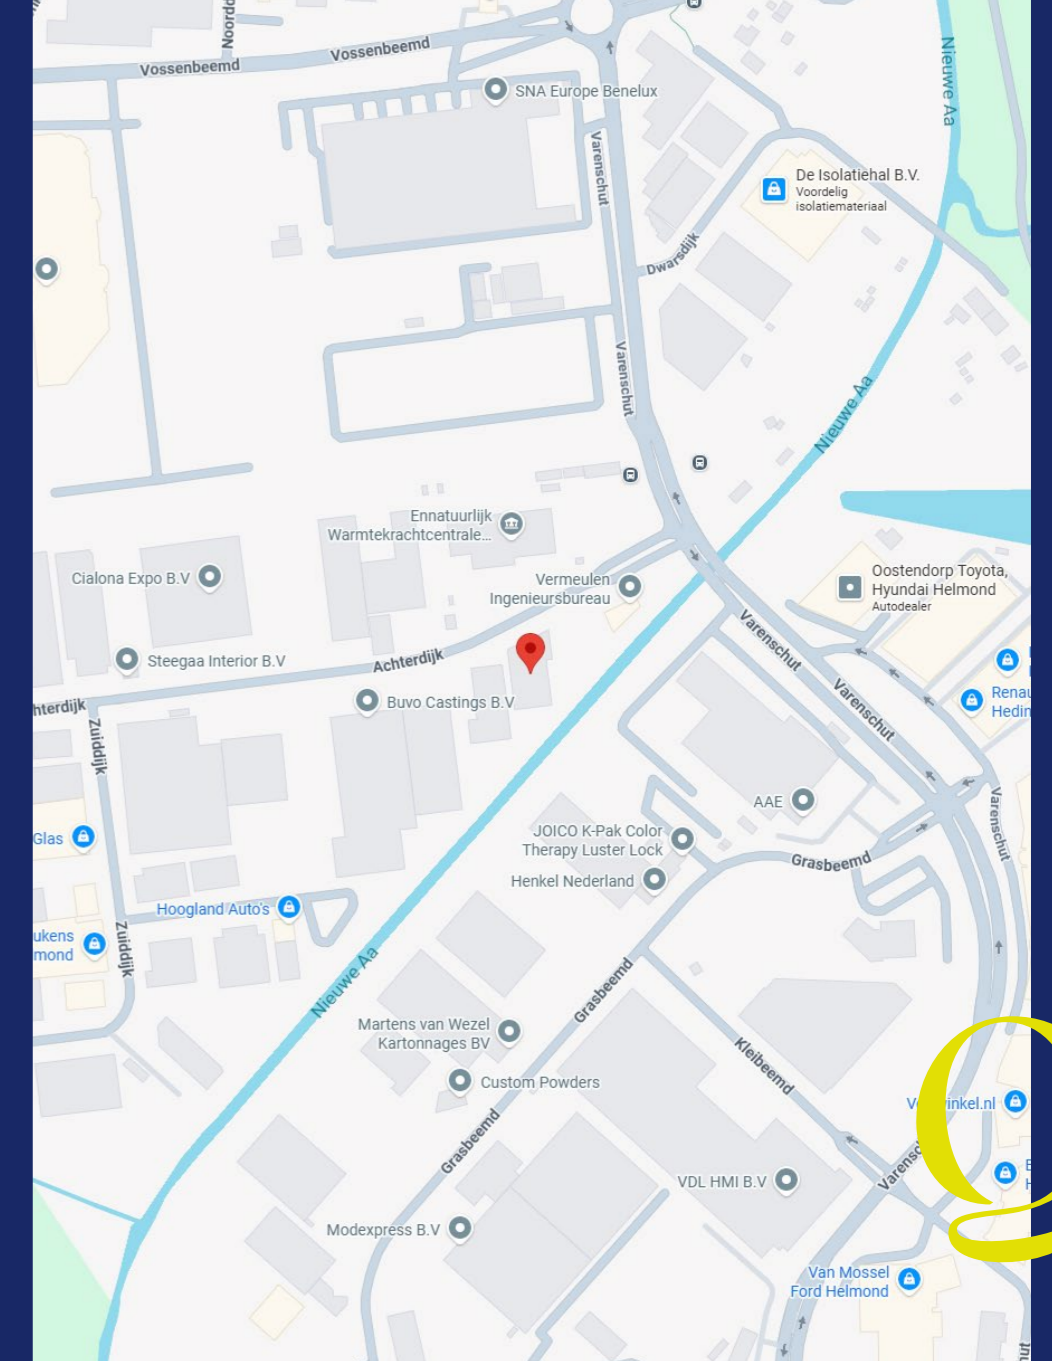 Noordd
Vossenbeemd
Vossenbeemd
SNA Europe Benelux
Nieuwe Aa
Varenschut
De Isolatiehal B.V.
Voordelig
isolatiemateriaal
Dwarsdijk
Varenschut
Nieuwe Aa
Ennatuurlijk
Warmtekrachtcentrale...
Cialona Expo B.V
Vermeulen
Ingenieursbureau
Oostendorp Toyota,
Hyundai Helmond
Autodealer
Varenschut
Steegaa Interior B.V
Achterdijk
Buvo Castings B.V
hterdijk
Zuiddijk
Varenschut
Renau
Hedin
AAE
Varenschut
Glas
JOICO K-Pak Color
Therapy Luster Lock
Grasbeemd
Henkel Nederland
Hoogland Auto's
ukens
mond
Zuiddijk
Nieuwe Aa
Grasbeemd
Martens van Wezel
Kartonnages BV
Kleibeemd
Custom Powders
inkel.nl
Grasbeemd
Varensc
VDL HMI B.V
Modexpress B.V
Van Mossel
Ford Helmond
g